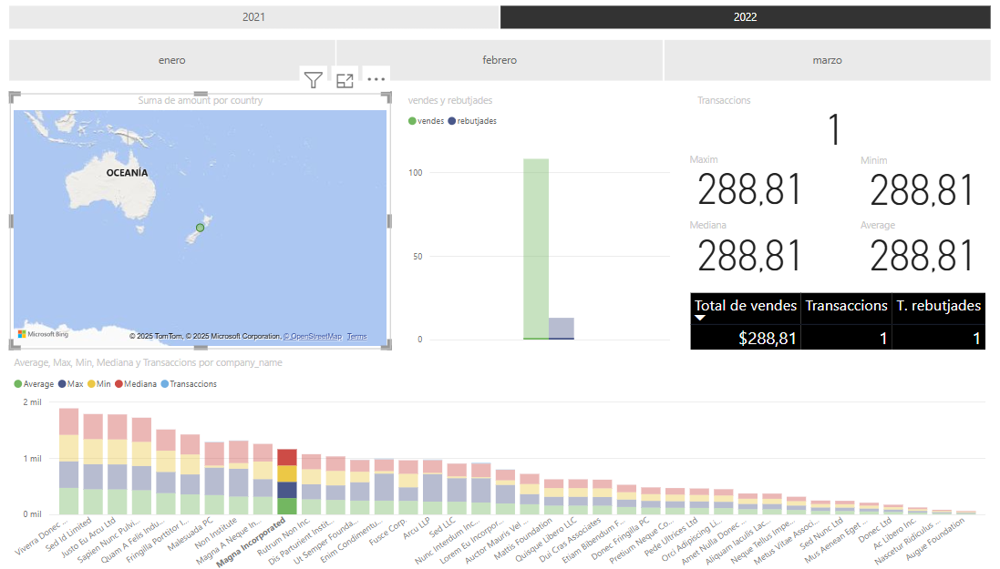 2021
2022
enero
febrero
marzo
Suma de amount por country
OCEANÍA
Microsoft Bing
© 2025 TomTom, © 2025 Microsoft Corporation, © OpenStreetMap Terms
vendes y rebutjades
vendes rebutjades
100
50
0
Transaccions
1
Maxim
288,81
Minim
288,81
Mediana
288,81
Average
288,81
Total de vendes Transaccions T. rebutjades
$288,81 1 1
Average, Max, Min, Mediana y Transaccions por company_name
Average Max Min Mediana Transaccions
2 mil
1 mil
0 mil
Viverra Donec ...
Sed Id Limited
Justo Eu Arcu Ltd
Sapien Nunc Pulvi...
Quam A Felis Indu...
Fringilla Porttitor I...
Malesuada PC
Non Institute
Magna A Neque In...
Magna Incorporated
Rutrum Non Inc.
Dis Parturient Instit...
Ut Semper Founda...
Enim Condimentu...
Fusce Corp.
Arcu LLP
Sed LLC
Nunc Interdum Inc...
Lorem Eu Incorpor...
Auctor Mauris Vel ...
Mattis Foundation
Quisque Libero LLC
Dui Cras Associates
Etiam Bibendum F...
Donec Fringilla PC
Pretium Neque Co...
Pede Ultrices Ltd
Orci Adipiscing Li...
Amet Nulla Donec ...
Aliquam Iaculis Lac...
Neque Tellus Impe...
Metus Vitae Associ...
Sed Nunc Ltd
Mus Aenean Eget ...
Donec Ltd
Ac Libero Inc.
Nascetur Ridiculus ...
Augue Foundation